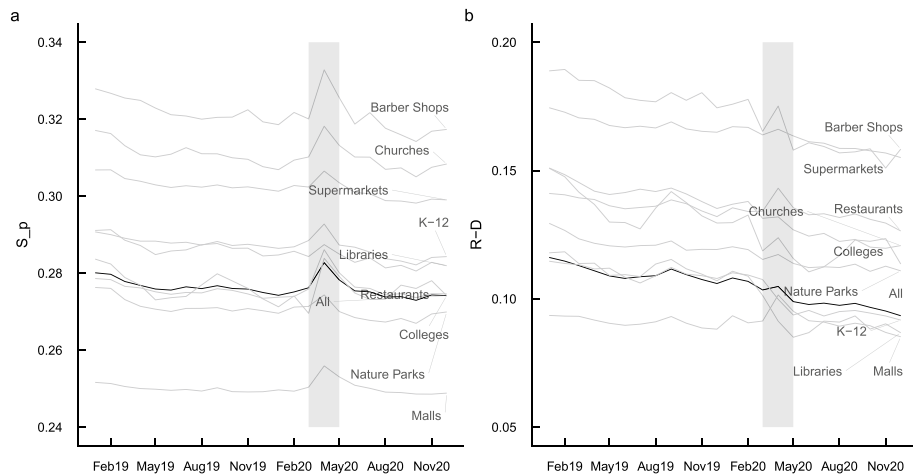 a
0.34
0.32
0.30
0.28
0.26
0.24
S_p
Barber Shops
Churches
Supermarkets
K−12
Libraries
Restaurants
All
Colleges
Nature Parks
Malls
Feb19 May19 Aug19 Nov19 Feb20 May20 Aug20 Nov20
b
0.20
0.15
0.10
0.05
R−D
Barber Shops
Supermarkets
Restaurants
Churches
Colleges
Nature Parks
All
K−12
Libraries
Malls
Feb19 May19 Aug19 Nov19 Feb20 May20 Aug20 Nov20